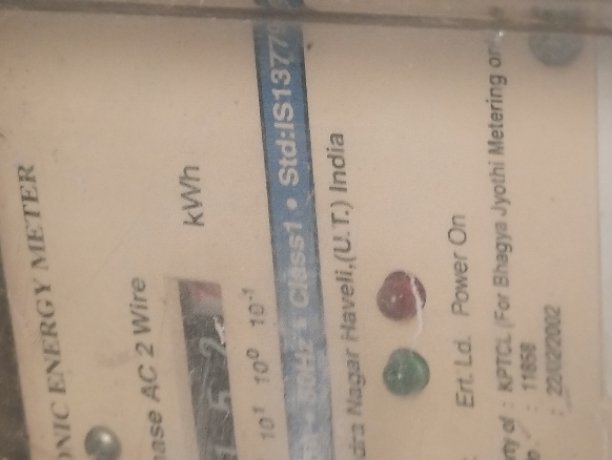 ONIC ENERGY METER
hase AC 2 Wire
kWh
10¹ 10⁰ 10⁻¹
Class1 • Std:IS1377
dra Nagar Haveli,(U.T.) India
Ert. Ld. Power On
rty of : KPTCL (For Bhagya Jyothi Metering on
: 11858
: 22/02/2002